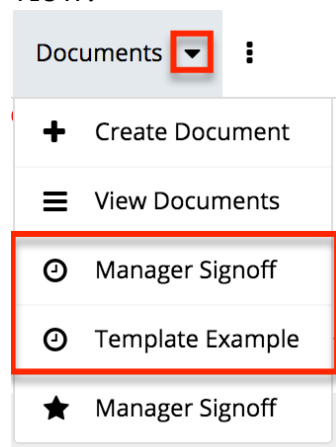 Documents
Create Document
View Documents
Manager Signoff
Template Example
Manager Signoff